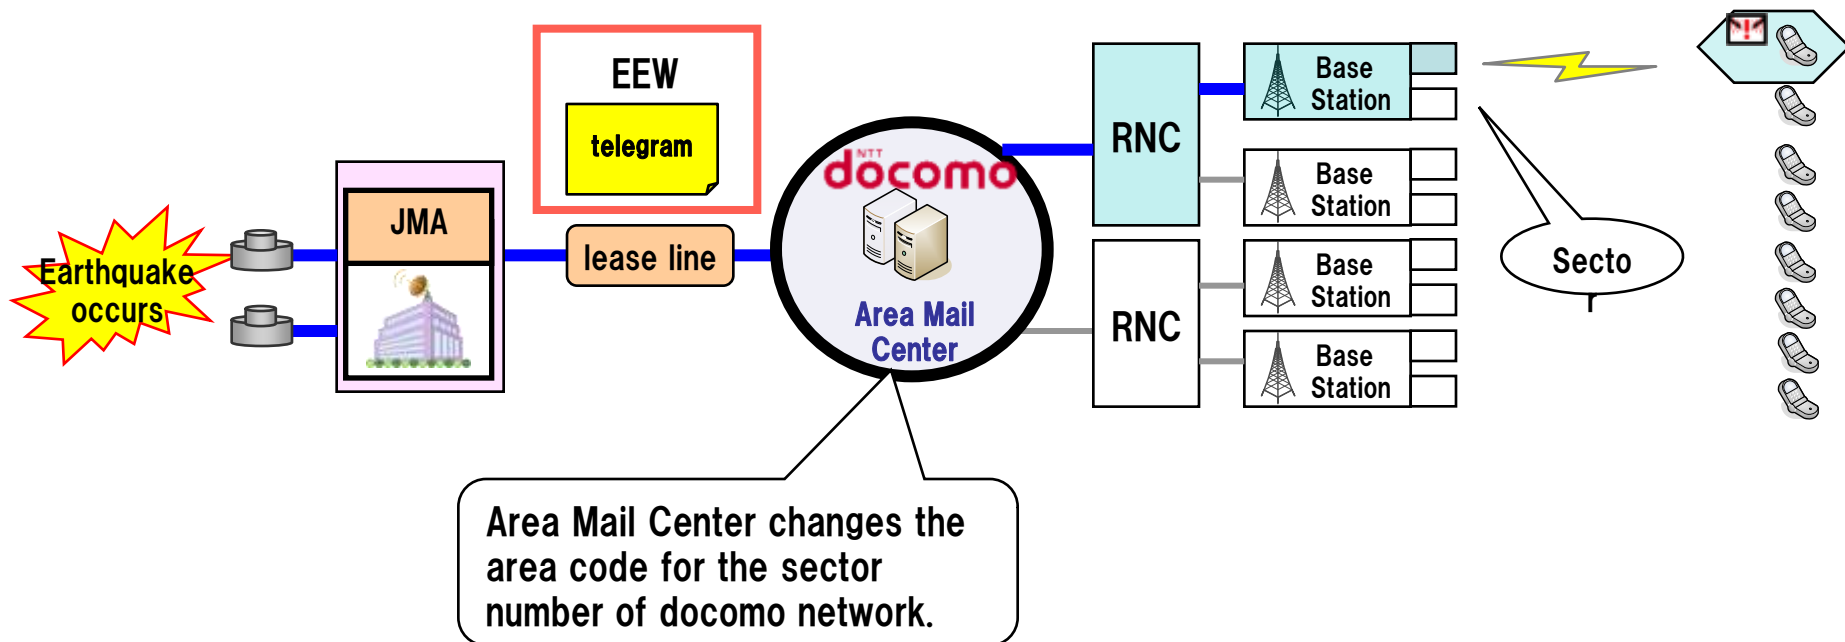 EEW
telegram
JMA
Earthquake
occurs
lease line
NTT
docomo
Area Mail
Center
RNC
RNC
Base
Station
Base
Station
Base
Station
Base
Station
Secto
r
Area Mail Center changes the
area code for the sector
number of docomo network.